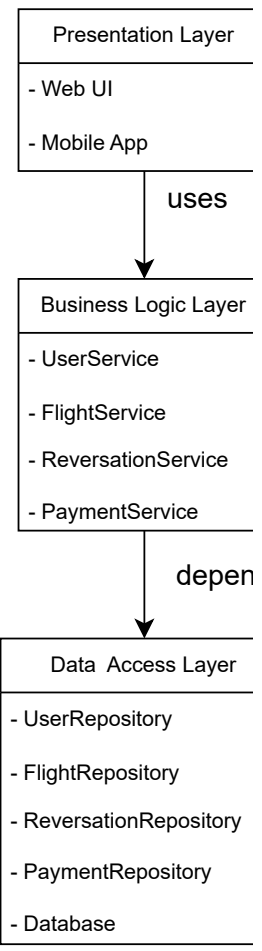 Presentation Layer
- Web UI
- Mobile App
uses
Business Logic Layer
- UserService
- FlightService
- ReversationService
- PaymentService
depen
Data Access Layer
- UserRepository
- FlightRepository
- ReversationRepository
- PaymentRepository
- Database